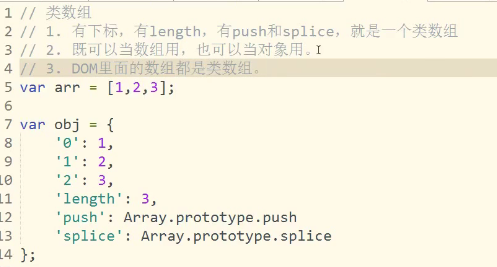 1 // 类数组
2 // 1. 有下标，有length，有push和splice，就是一个类数组
3 // 2. 既可以当数组用，也可以当对象用。
4 // 3. DOM里面的数组都是类数组。
5 var arr = [1,2,3];
6
7 var obj = {
8     '0': 1,
9     '1': 2,
10     '2': 3,
11     'length': 3,
12     'push': Array.prototype.push
13     'splice': Array.prototype.splice
14 };